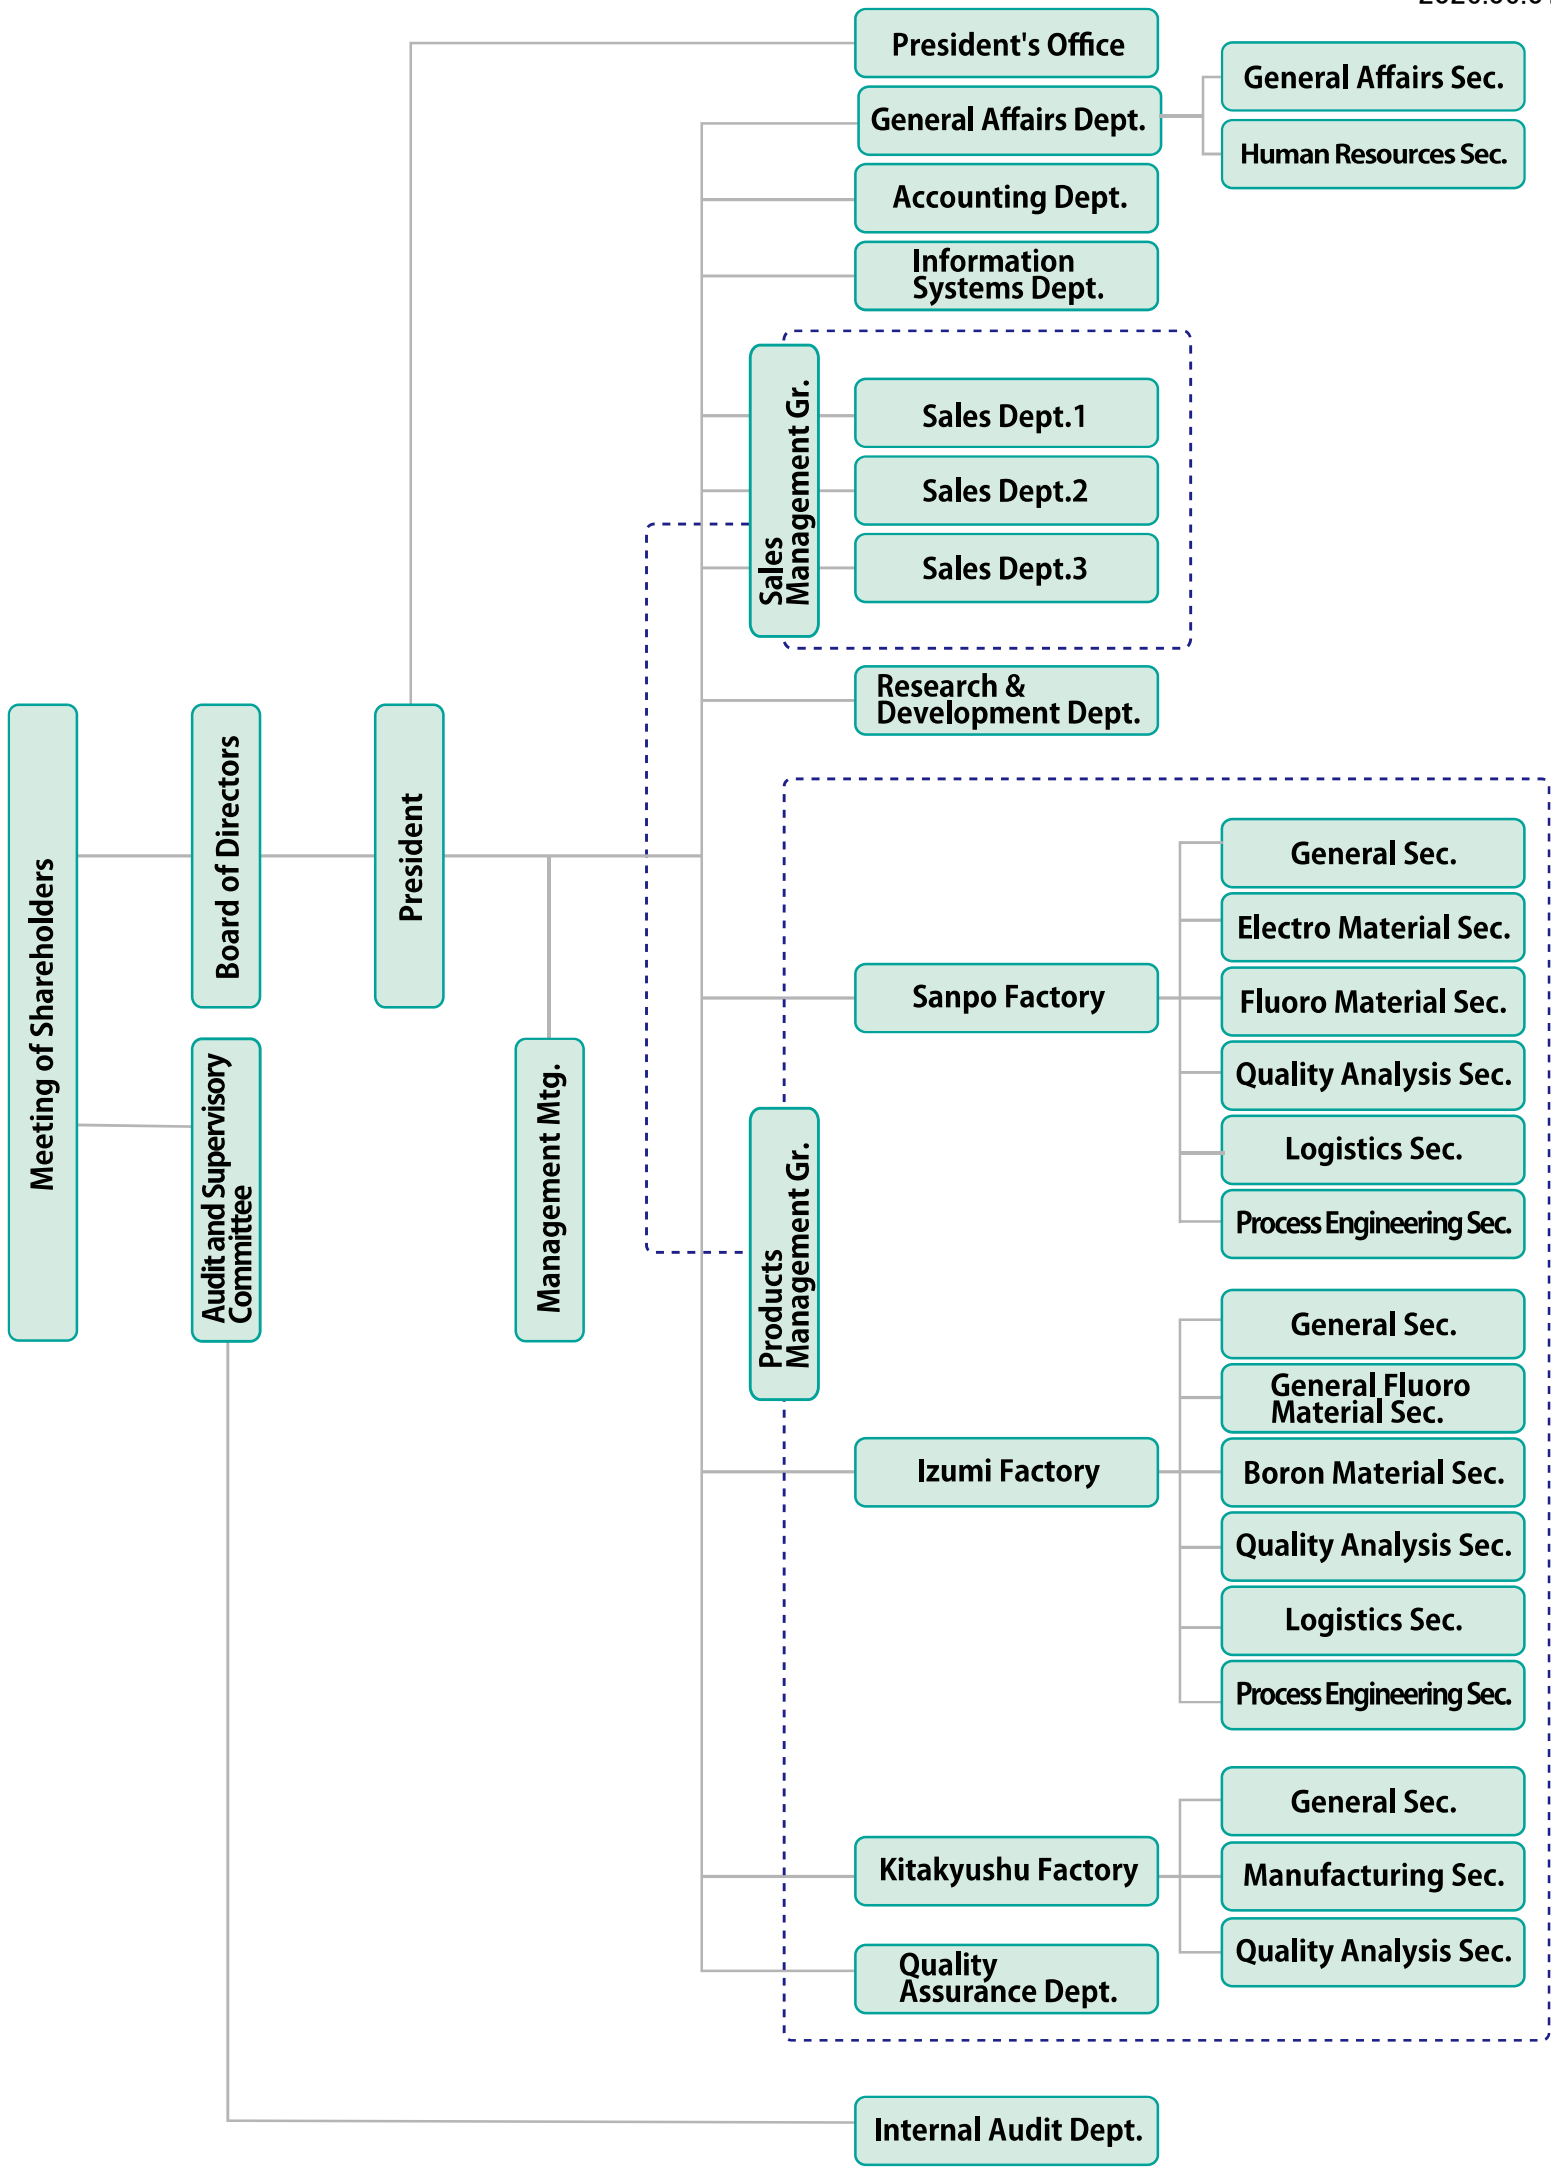 President's Office
General Affairs Dept.
General Affairs Sec.
Human Resources Sec.
Accounting Dept.
Information
Systems Dept.
Sales
Management Gr.
Sales Dept.1
Sales Dept.2
Sales Dept.3
Research &
Development Dept.
Meeting of Shareholders
Board of Directors
Audit and Supervisory
Committee
President
Management Mtg.
Products
Management Gr.
Sanpo Factory
General Sec.
Electro Material Sec.
Fluoro Material Sec.
Quality Analysis Sec.
Logistics Sec.
Process Engineering Sec.
Izumi Factory
General Sec.
General Fluoro
Material Sec.
Boron Material Sec.
Quality Analysis Sec.
Logistics Sec.
Process Engineering Sec.
Kitakyushu Factory
General Sec.
Manufacturing Sec.
Quality Analysis Sec.
Quality
Assurance Dept.
Internal Audit Dept.